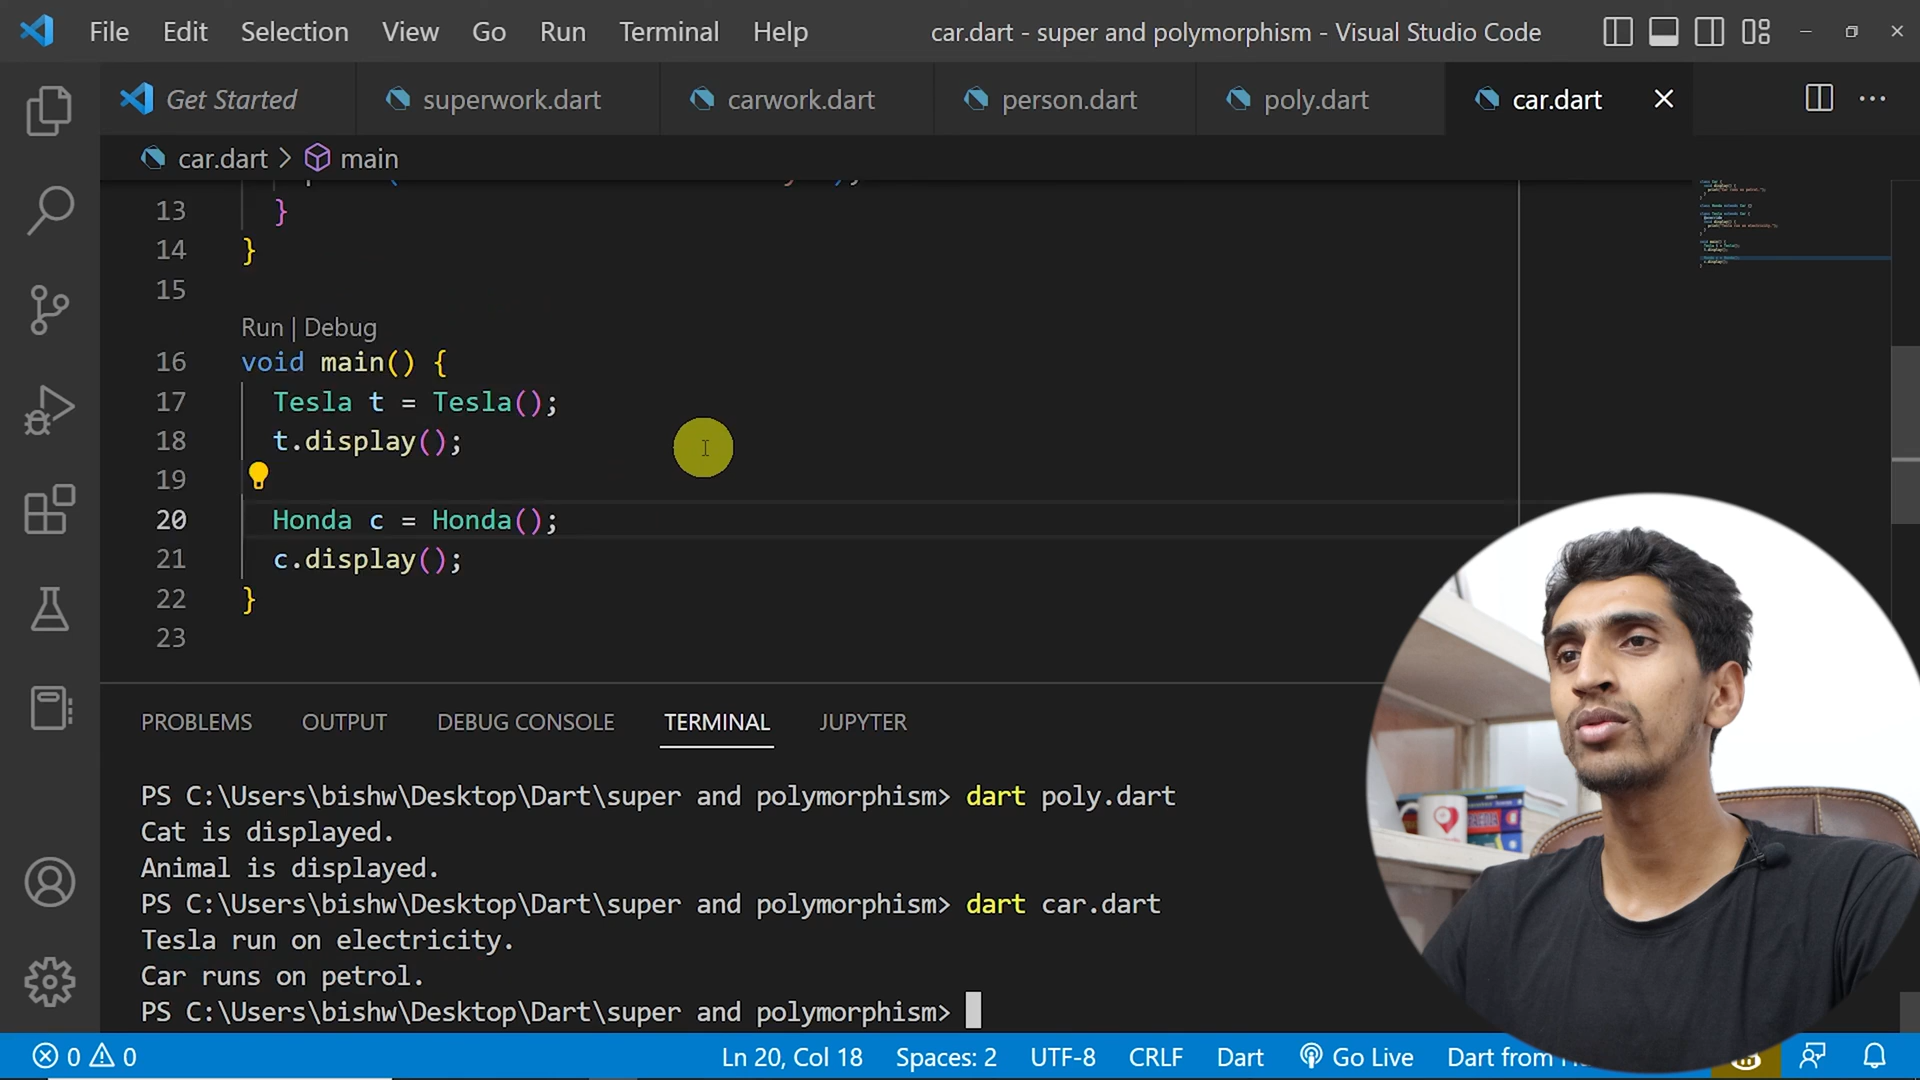 File Edit Selection View Go Run Terminal Help car.dart - super and polymorphism - Visual Studio Code
Get Started superwork.dart carwork.dart person.dart poly.dart car.dart
car.dart > main
13 }
14 }
15
Run | Debug
16 void main() {
17 Tesla t = Tesla();
18 t.display();
19
20 Honda c = Honda();
21 c.display();
22 }
23
PROBLEMS OUTPUT DEBUG CONSOLE TERMINAL JUPYTER
PS C:\Users\bishw\Desktop\Dart\super and polymorphism> dart poly.dart
Cat is displayed.
Animal is displayed.
PS C:\Users\bishw\Desktop\Dart\super and polymorphism> dart car.dart
Tesla run on electricity.
Car runs on petrol.
PS C:\Users\bishw\Desktop\Dart\super and polymorphism>
0 0 Ln 20, Col 18 Spaces: 2 UTF-8 CRLF Dart Go Live Dart from